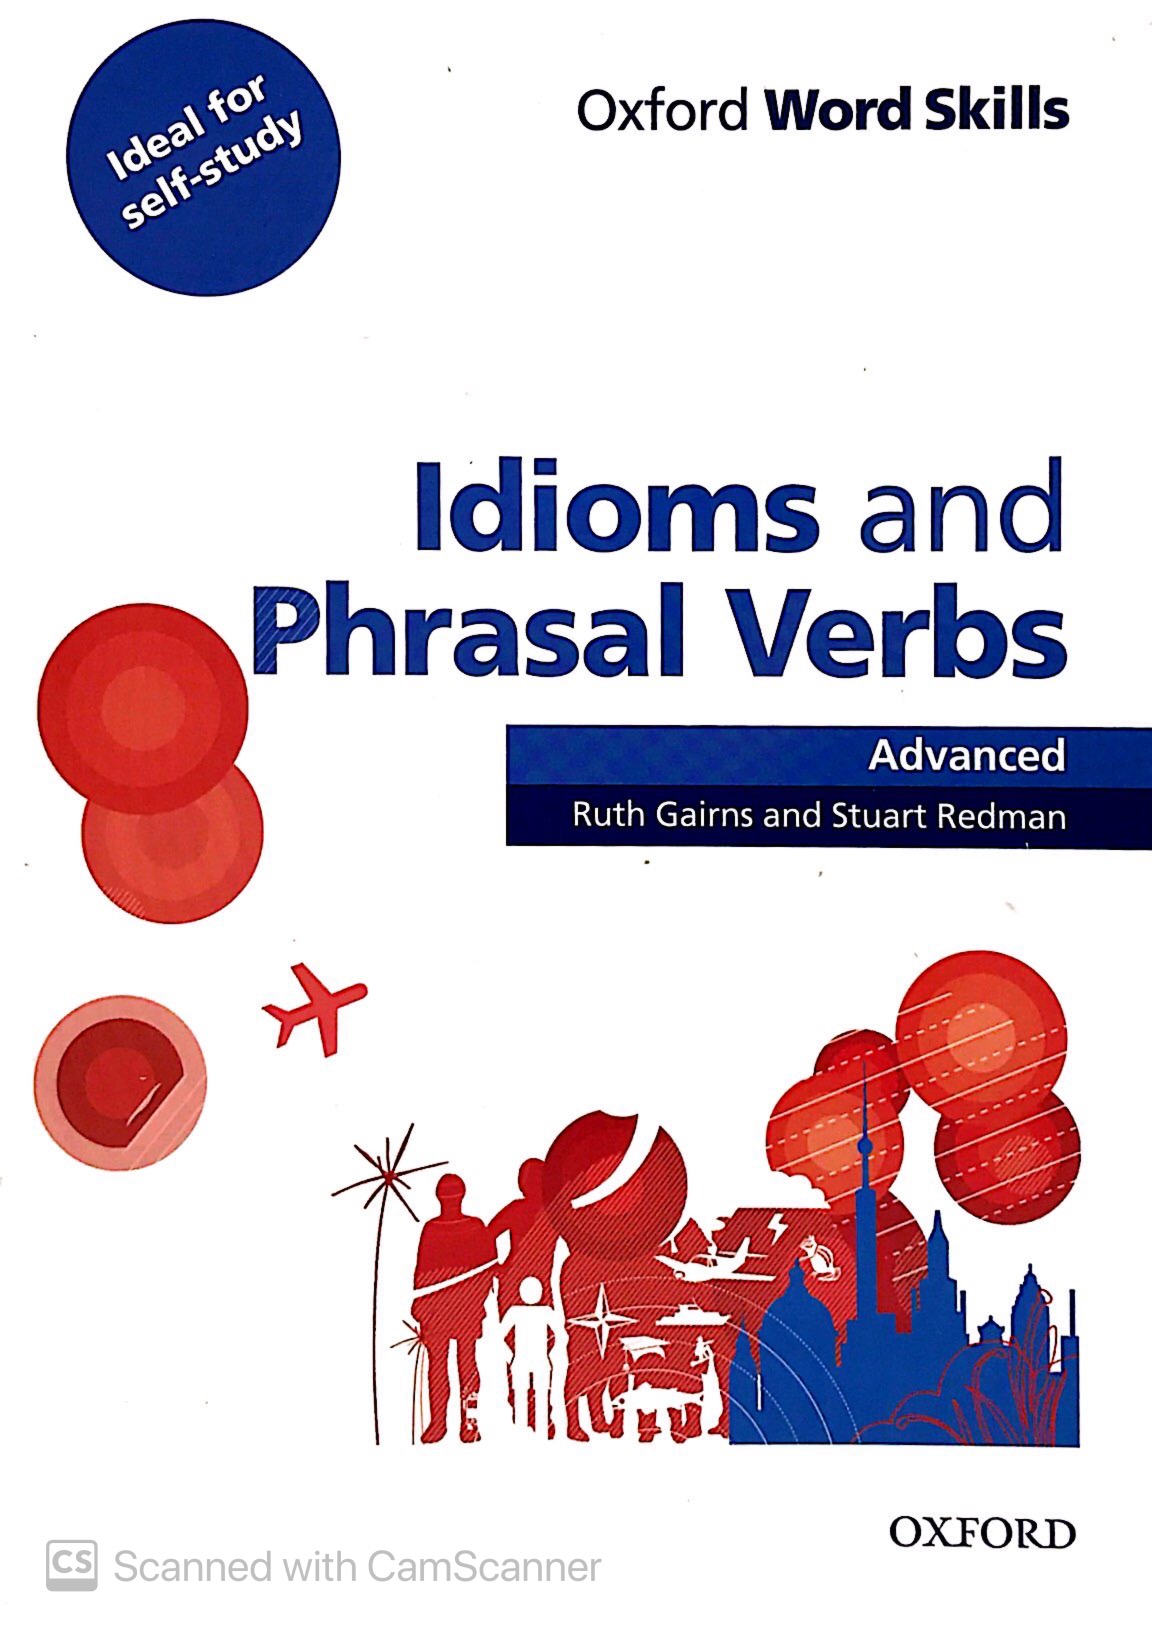 Ideal for
self-study
Oxford Word Skills
Idioms and
Phrasal Verbs
Advanced
Ruth Gairns and Stuart Redman
OXFORD
CS Scanned with CamScanner